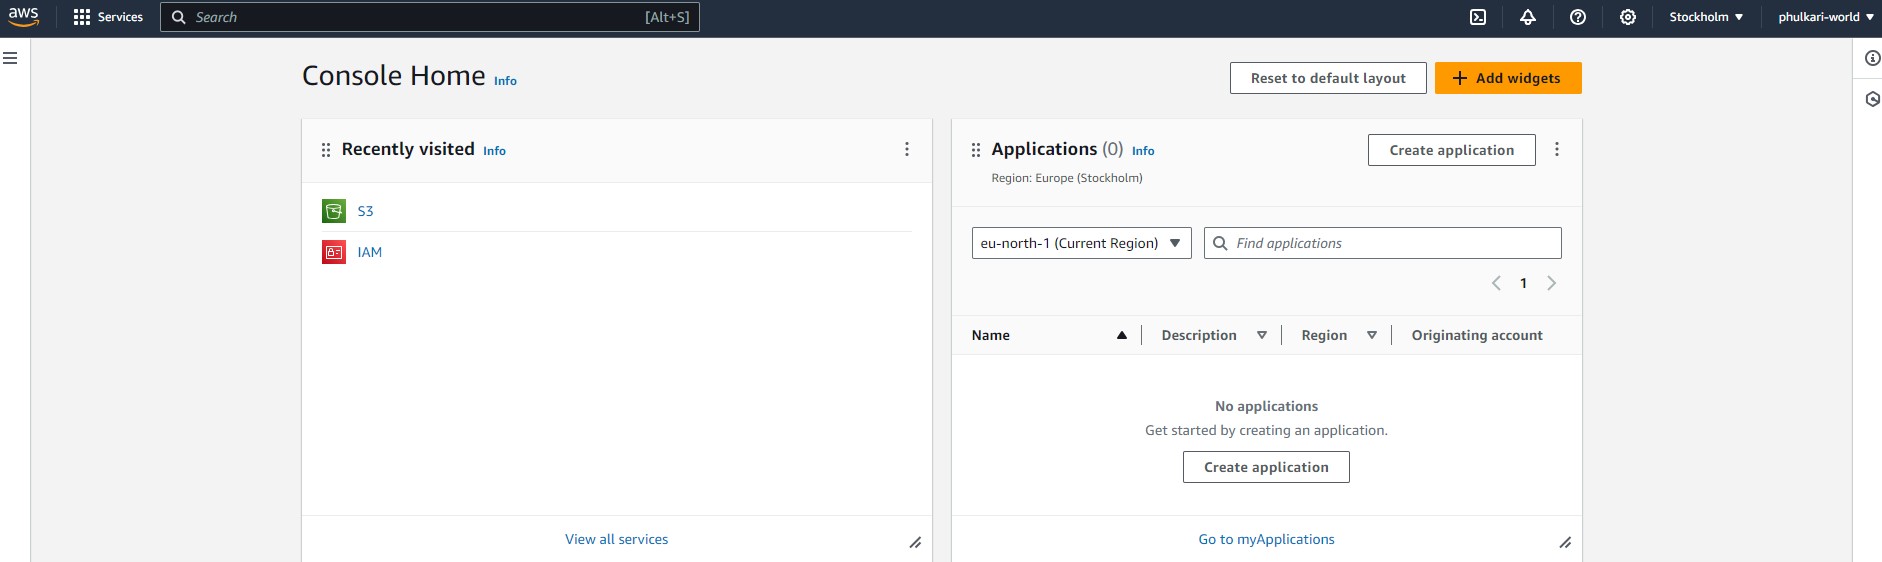 aws Services Search [Alt+S] Stockholm phulkari-world
Console Home Info
Reset to default layout
Add widgets
Recently visited Info
S3
IAM
View all services
Applications (0) Info
Create application
Region: Europe (Stockholm)
eu-north-1 (Current Region)
Find applications
1
Name Description Region Originating account
No applications
Get started by creating an application.
Create application
Go to myApplications